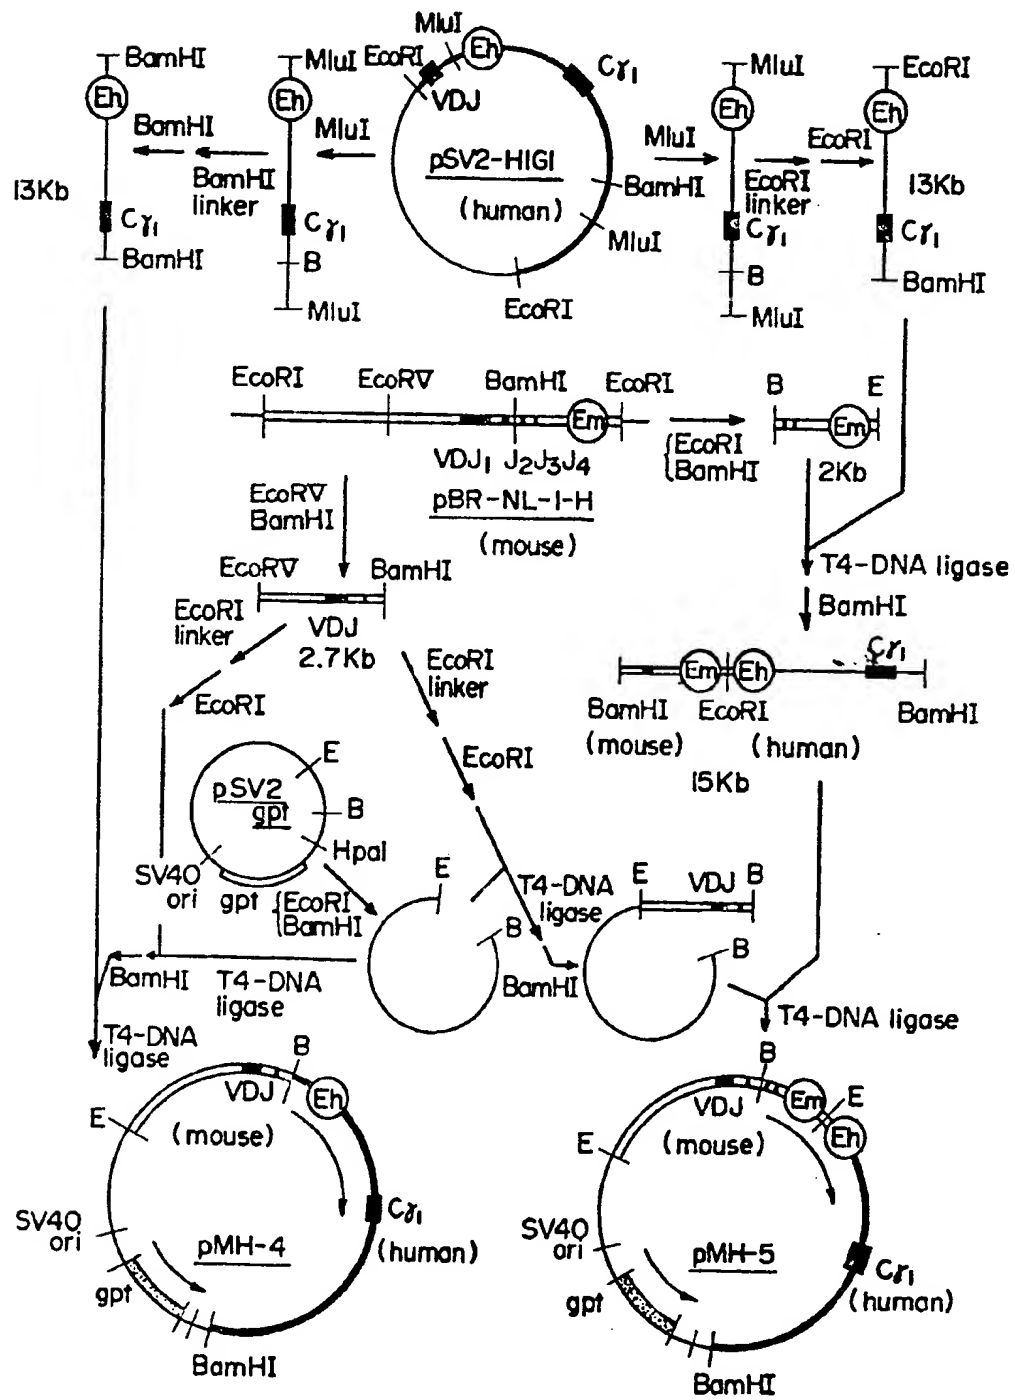 BamHI
Eh
13Kb
Cγ1
BamHI
BamHI
BamHI
linker
MluI
Eh
Cγ1
B
MluI
MluI
MluI
EcoRI
VDJ
Eh
Cγ1
pSV2-HIGI
(human)
BamHI
MluI
EcoRI
MluI
MluI
Eh
Cγ1
B
MluI
EcoRI
linker
EcoRI
EcoRI
Eh
13Kb
Cγ1
BamHI
EcoRI
EcoRV
BamHI
EcoRI
Em
VDJ1 J2J3J4
pBR-NL-1-H
(mouse)
EcoRI
BamHI
B
E
Em
2Kb
T4-DNA ligase
BamHI
EcoRV
BamHI
EcoRV
BamHI
VDJ
2.7Kb
EcoRI
linker
EcoRI
EcoRI
linker
EcoRI
Em
Eh
Cγ1
BamHI
EcoRI
BamHI
(mouse)
(human)
15Kb
pSV2
gpt
E
B
HpaI
SV40
ori
gpt
EcoRI
BamHI
E
B
T4-DNA
ligase
BamHI
E
VDJ
B
B
BamHI
T4-DNA
ligase
T4-DNA
ligase
T4-DNA ligase
B
VDJ
Eh
E
(mouse)
Cγ1
(human)
SV40
ori
pMH-4
gpt
BamHI
B
VDJ
Em
E
Eh
E
(mouse)
SV40
ori
pMH-5
Cγ1
(human)
gpt
BamHI